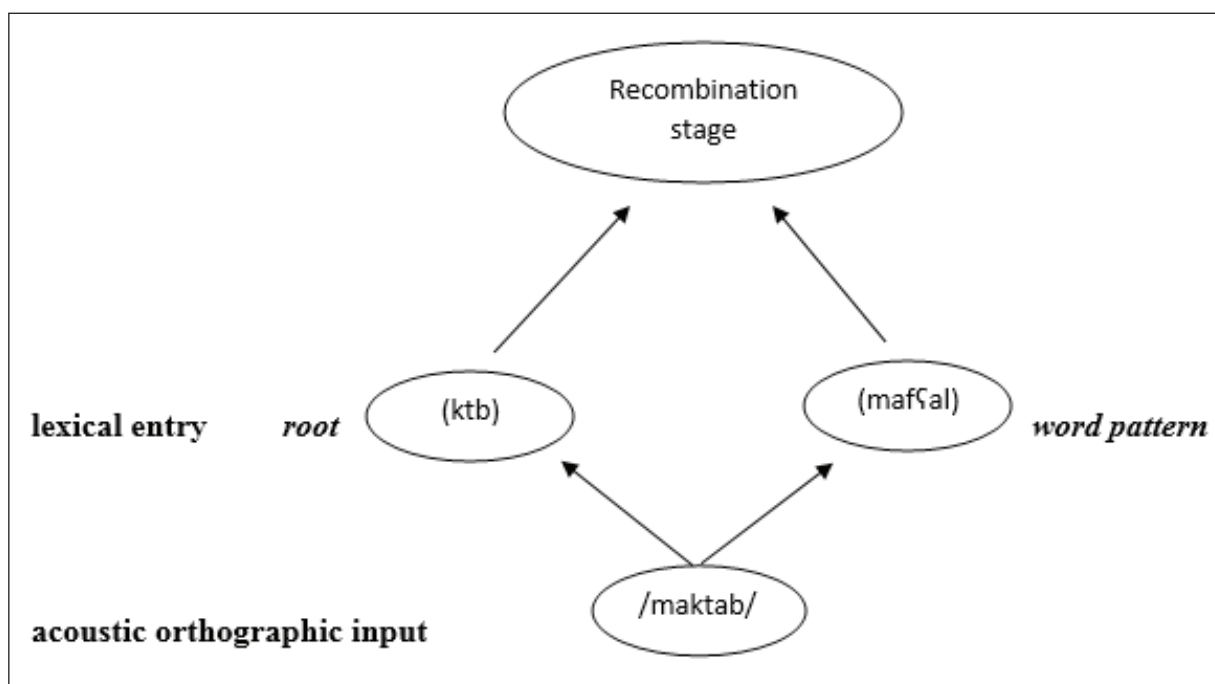 Recombination
stage
lexical entry root (ktb) (mafʕal) word pattern
/maktab/
acoustic orthographic input